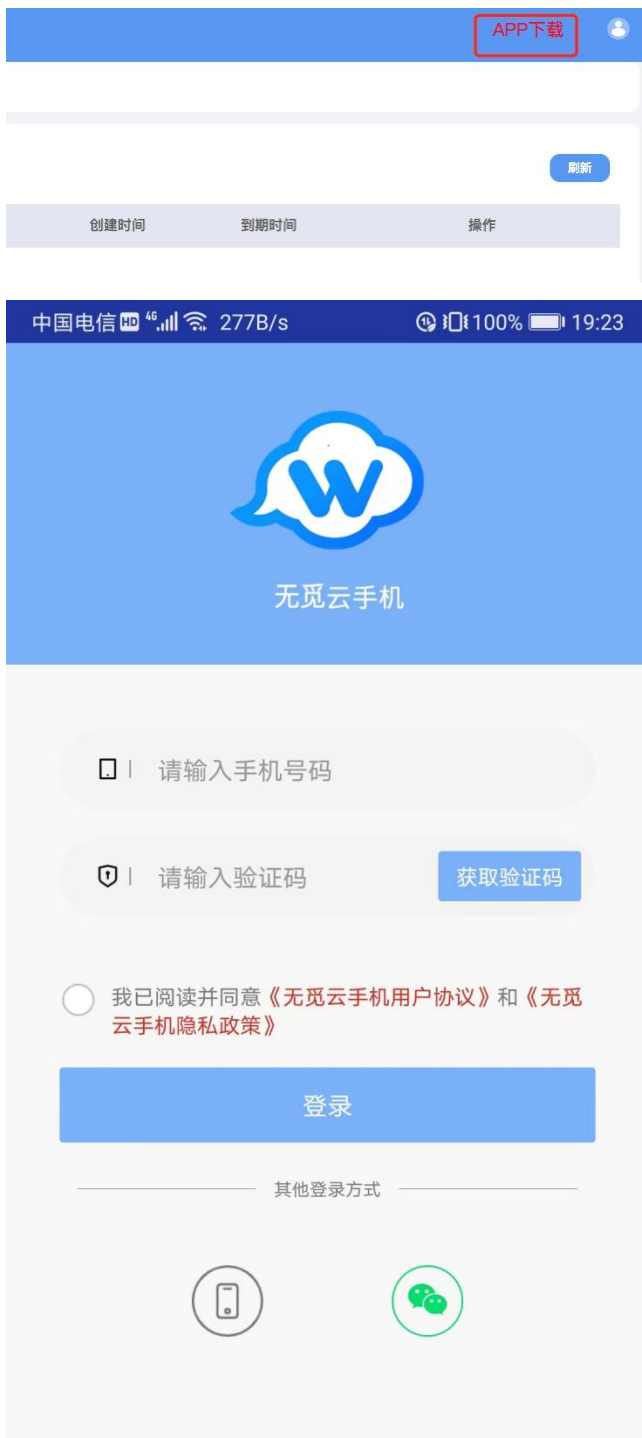 APP下载
刷新
创建时间 到期时间 操作
中国电信 HD 4G 277B/s 100% 19:23
W
无觅云手机
请输入手机号码
请输入验证码 获取验证码
我已阅读并同意《无觅云手机用户协议》和《无觅
云手机隐私政策》
登录
其他登录方式